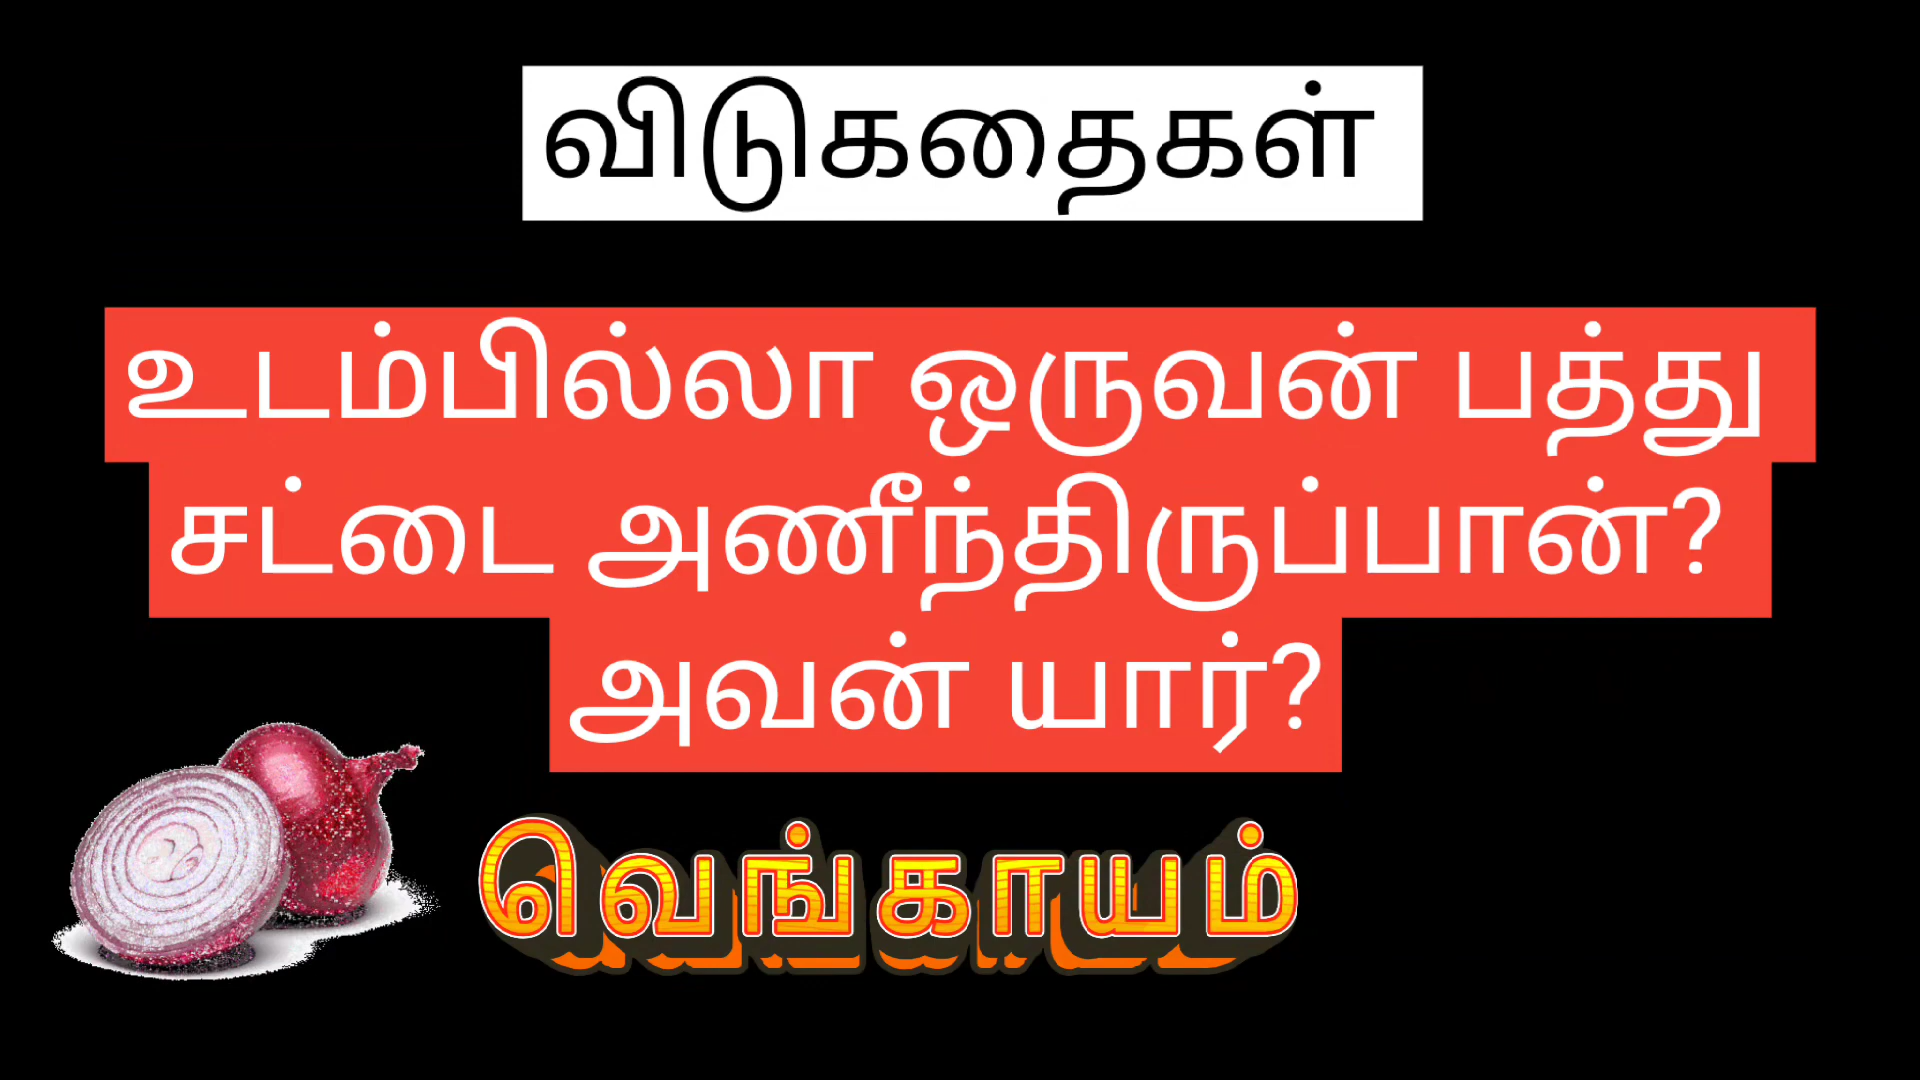 விடுகதைகள்
உடம்பில்லா ஒருவன் பத்து
சட்டை அணீந்திருப்பான்?
அவன் யார்?
வெங்காயம்